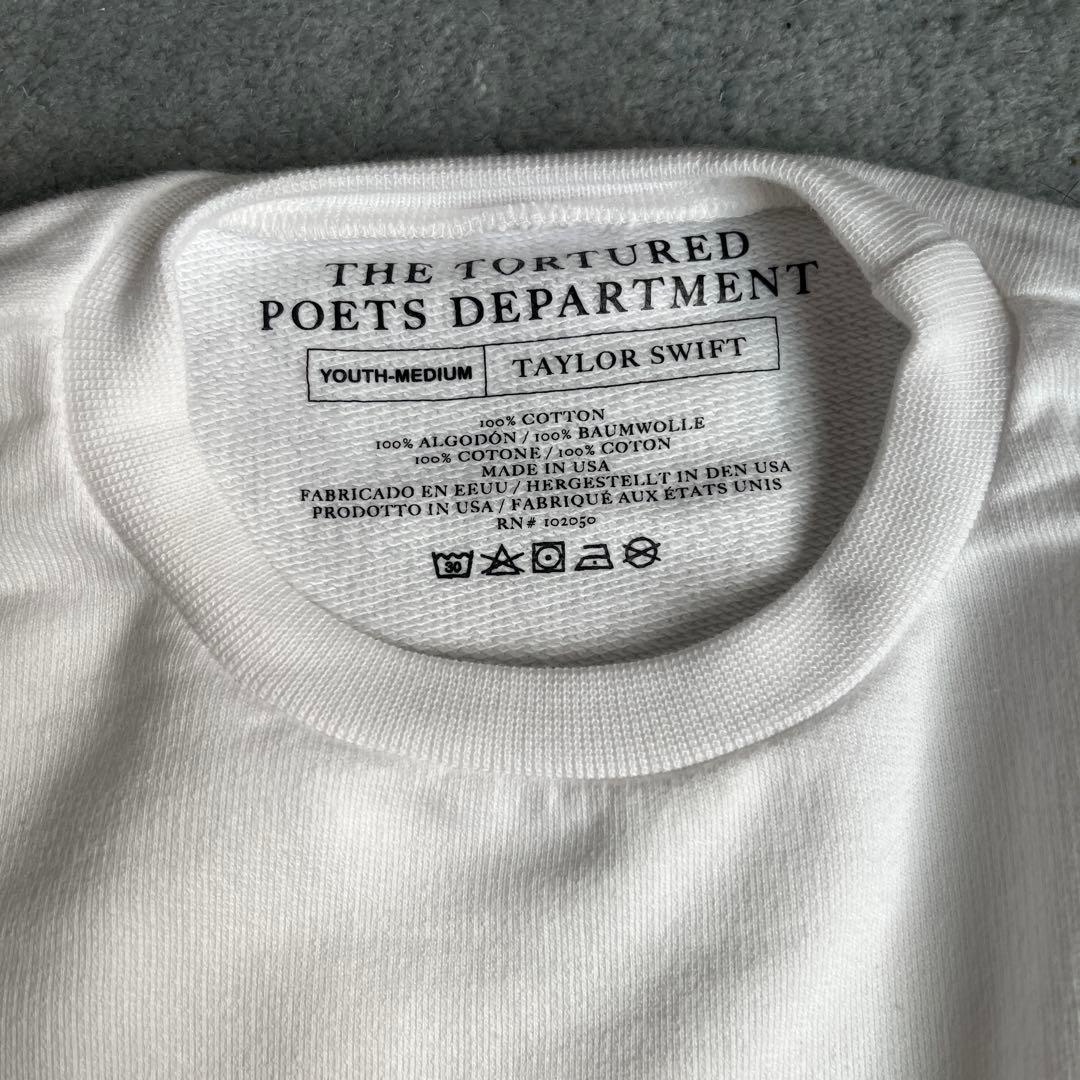 THE TORTURED
POETS DEPARTMENT
YOUTH-MEDIUM TAYLOR SWIFT
100% COTTON
100% ALGODÓN / 100% BAUMWOLLE
100% COTONE / 100% COTON
MADE IN USA
FABRICADO EN EEUU / HERGESTELLT IN DEN USA
PRODOTTO IN USA / FABRIQUÉ AUX ÉTATS UNIS
RN# 102050
30